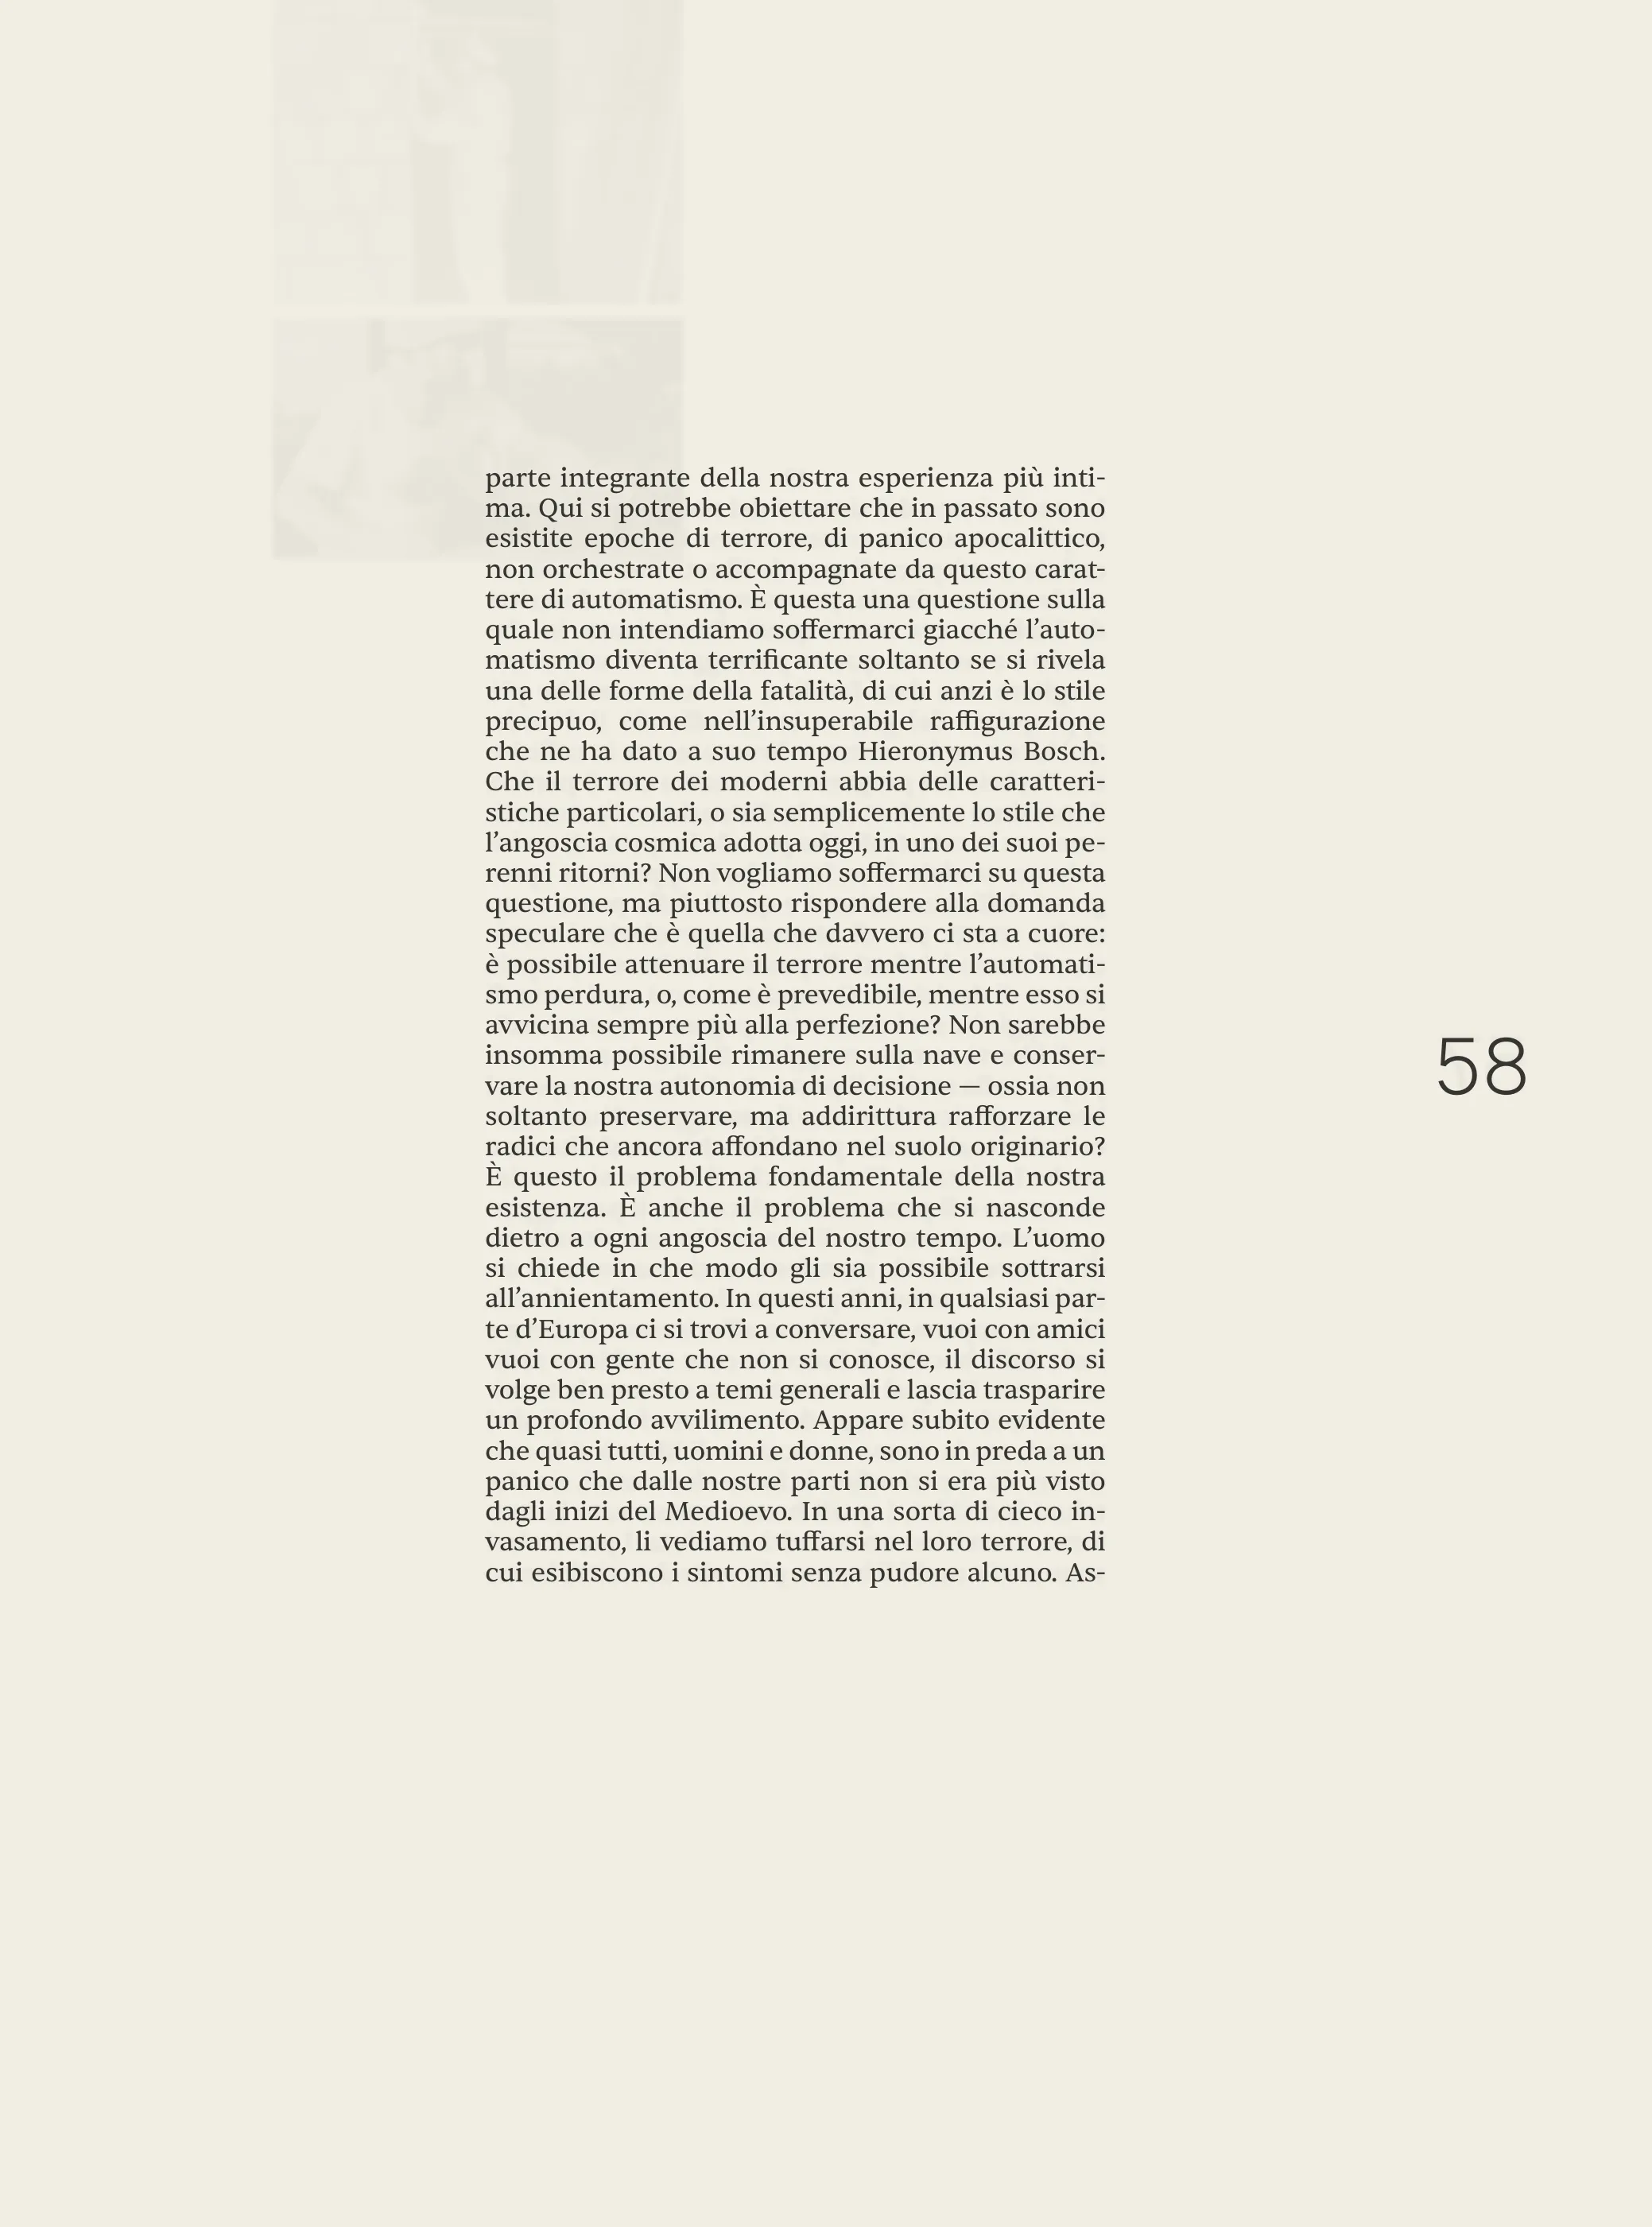 parte integrante della nostra esperienza più inti-
ma. Qui si potrebbe obiettare che in passato sono
esistite epoche di terrore, di panico apocalittico,
non orchestrate o accompagnate da questo carat-
tere di automatismo. È questa una questione sulla
quale non intendiamo soffermarci giacché l’auto-
matismo diventa terrificante soltanto se si rivela
una delle forme della fatalità, di cui anzi è lo stile
precipuo, come nell’insuperabile raffigurazione
che ne ha dato a suo tempo Hieronymus Bosch.
Che il terrore dei moderni abbia delle caratteri-
stiche particolari, o sia semplicemente lo stile che
l’angoscia cosmica adotta oggi, in uno dei suoi pe-
renni ritorni? Non vogliamo soffermarci su questa
questione, ma piuttosto rispondere alla domanda
speculare che è quella che davvero ci sta a cuore:
è possibile attenuare il terrore mentre l’automati-
smo perdura, o, come è prevedibile, mentre esso si
avvicina sempre più alla perfezione? Non sarebbe
insomma possibile rimanere sulla nave e conser-
vare la nostra autonomia di decisione — ossia non
soltanto preservare, ma addirittura rafforzare le
radici che ancora affondano nel suolo originario?
È questo il problema fondamentale della nostra
esistenza. È anche il problema che si nasconde
dietro a ogni angoscia del nostro tempo. L’uomo
si chiede in che modo gli sia possibile sottrarsi
all’annientamento. In questi anni, in qualsiasi par-
te d’Europa ci si trovi a conversare, vuoi con amici
vuoi con gente che non si conosce, il discorso si
volge ben presto a temi generali e lascia trasparire
un profondo avvilimento. Appare subito evidente
che quasi tutti, uomini e donne, sono in preda a un
panico che dalle nostre parti non si era più visto
dagli inizi del Medioevo. In una sorta di cieco in-
vasamento, li vediamo tuffarsi nel loro terrore, di
cui esibiscono i sintomi senza pudore alcuno. As-
58